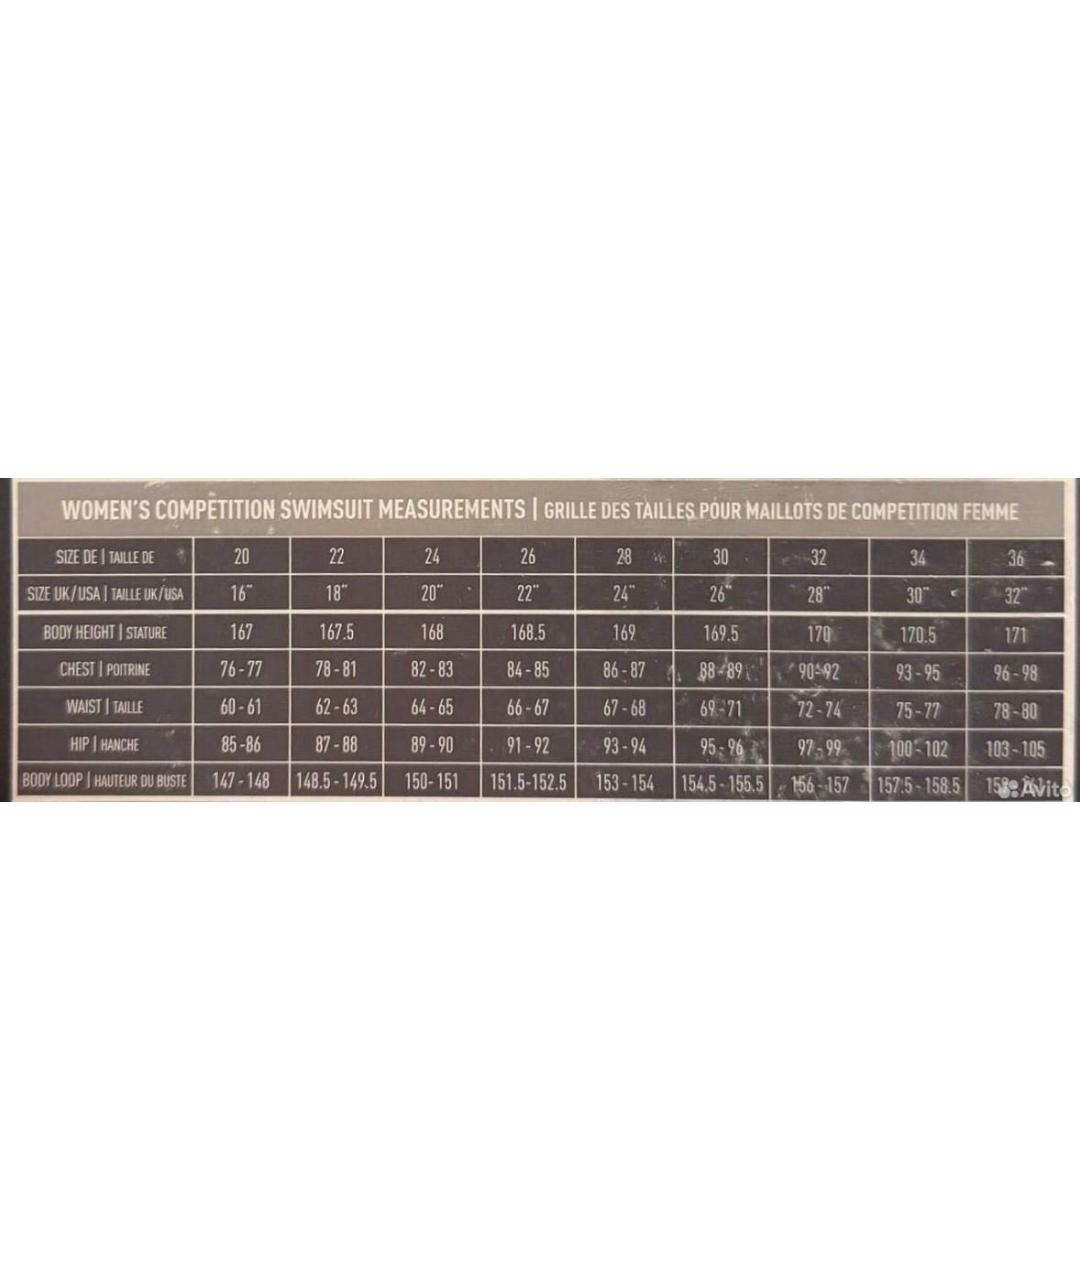 WOMEN'S COMPETITION SWIMSUIT MEASUREMENTS | GRILLE DES TAILLES POUR MAILLOTS DE COMPETITION FEMME
SIZE DE | TAILLE DE 20 22 24 26 28 30 32 34 36
SIZE UK/USA | TAILLE UK/USA 16" 18" 20" 22" 24" 26" 28" 30" 32"
BODY HEIGHT | STATURE 167 167.5 168 168.5 169 169.5 170 170.5 171
CHEST | POITRINE 76-77 78-81 82-83 84-85 86-87 88-89 90-92 93-95 96-98
WAIST | TAILLE 60-61 62-63 64-65 66-67 67-68 69-71 72-74 75-77 78-80
HIP | HANCHE 85-86 87-88 89-90 91-92 93-94 95-96 97-99 100-102 103-105
BODY LOOP | HAUTEUR DU BUSTE 147-148 148.5-149.5 150-151 151.5-152.5 153-154 154.5-155.5 156-157 157.5-158.5
Avito